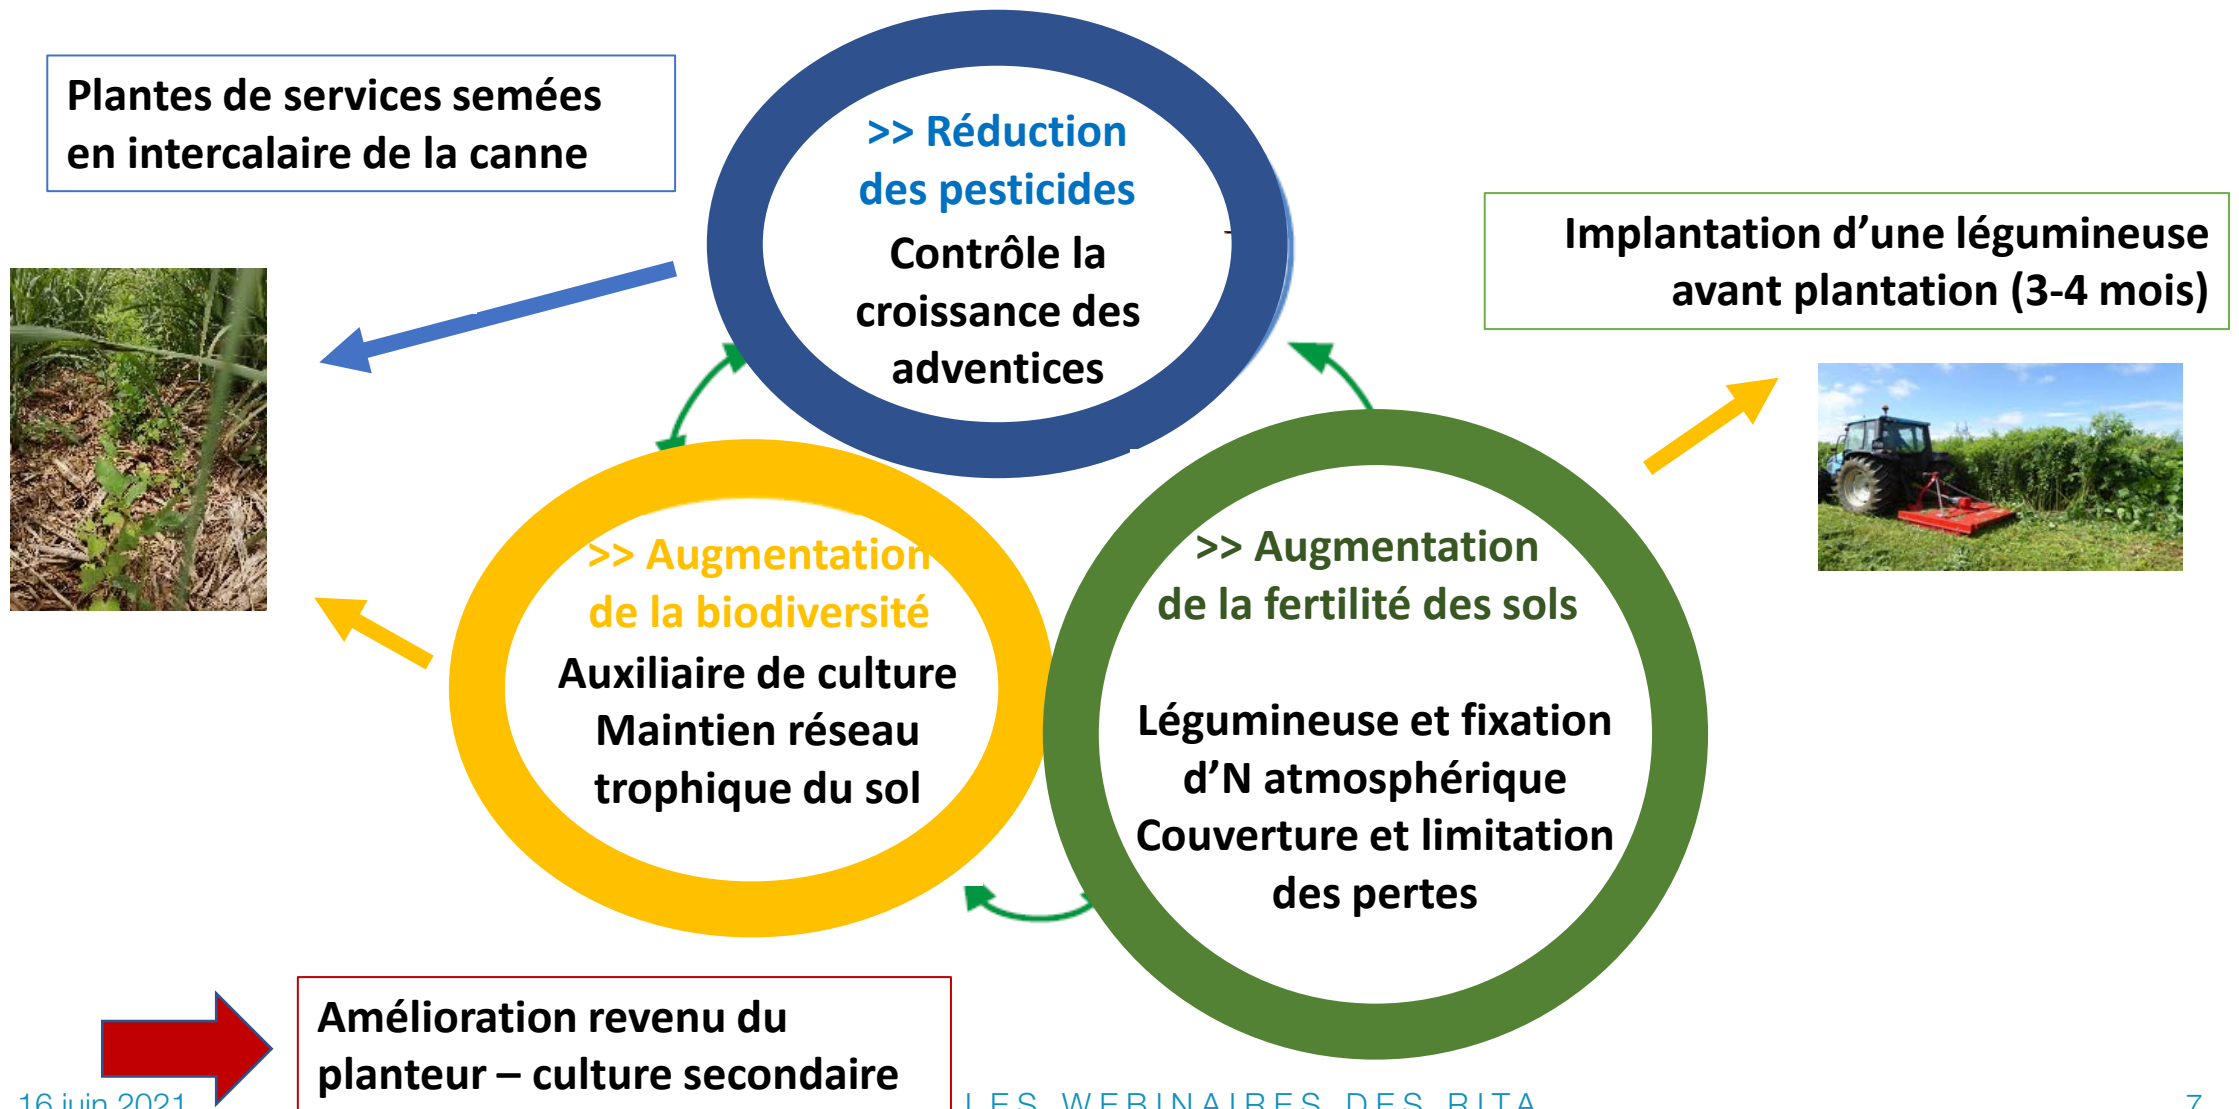 Plantes de services semées
en intercalaire de la canne
>> Réduction
des pesticides
Contrôle la
croissance des
adventices
Implantation d’une légumineuse
avant plantation (3-4 mois)
>> Augmentation
de la biodiversité
Auxiliaire de culture
Maintien réseau
trophique du sol
>> Augmentation
de la fertilité des sols
Légumineuse et fixation
d’N atmosphérique
Couverture et limitation
des pertes
Amélioration revenu du
planteur – culture secondaire
16 juin 2021
LES WEBINAIRES DES RITA
7